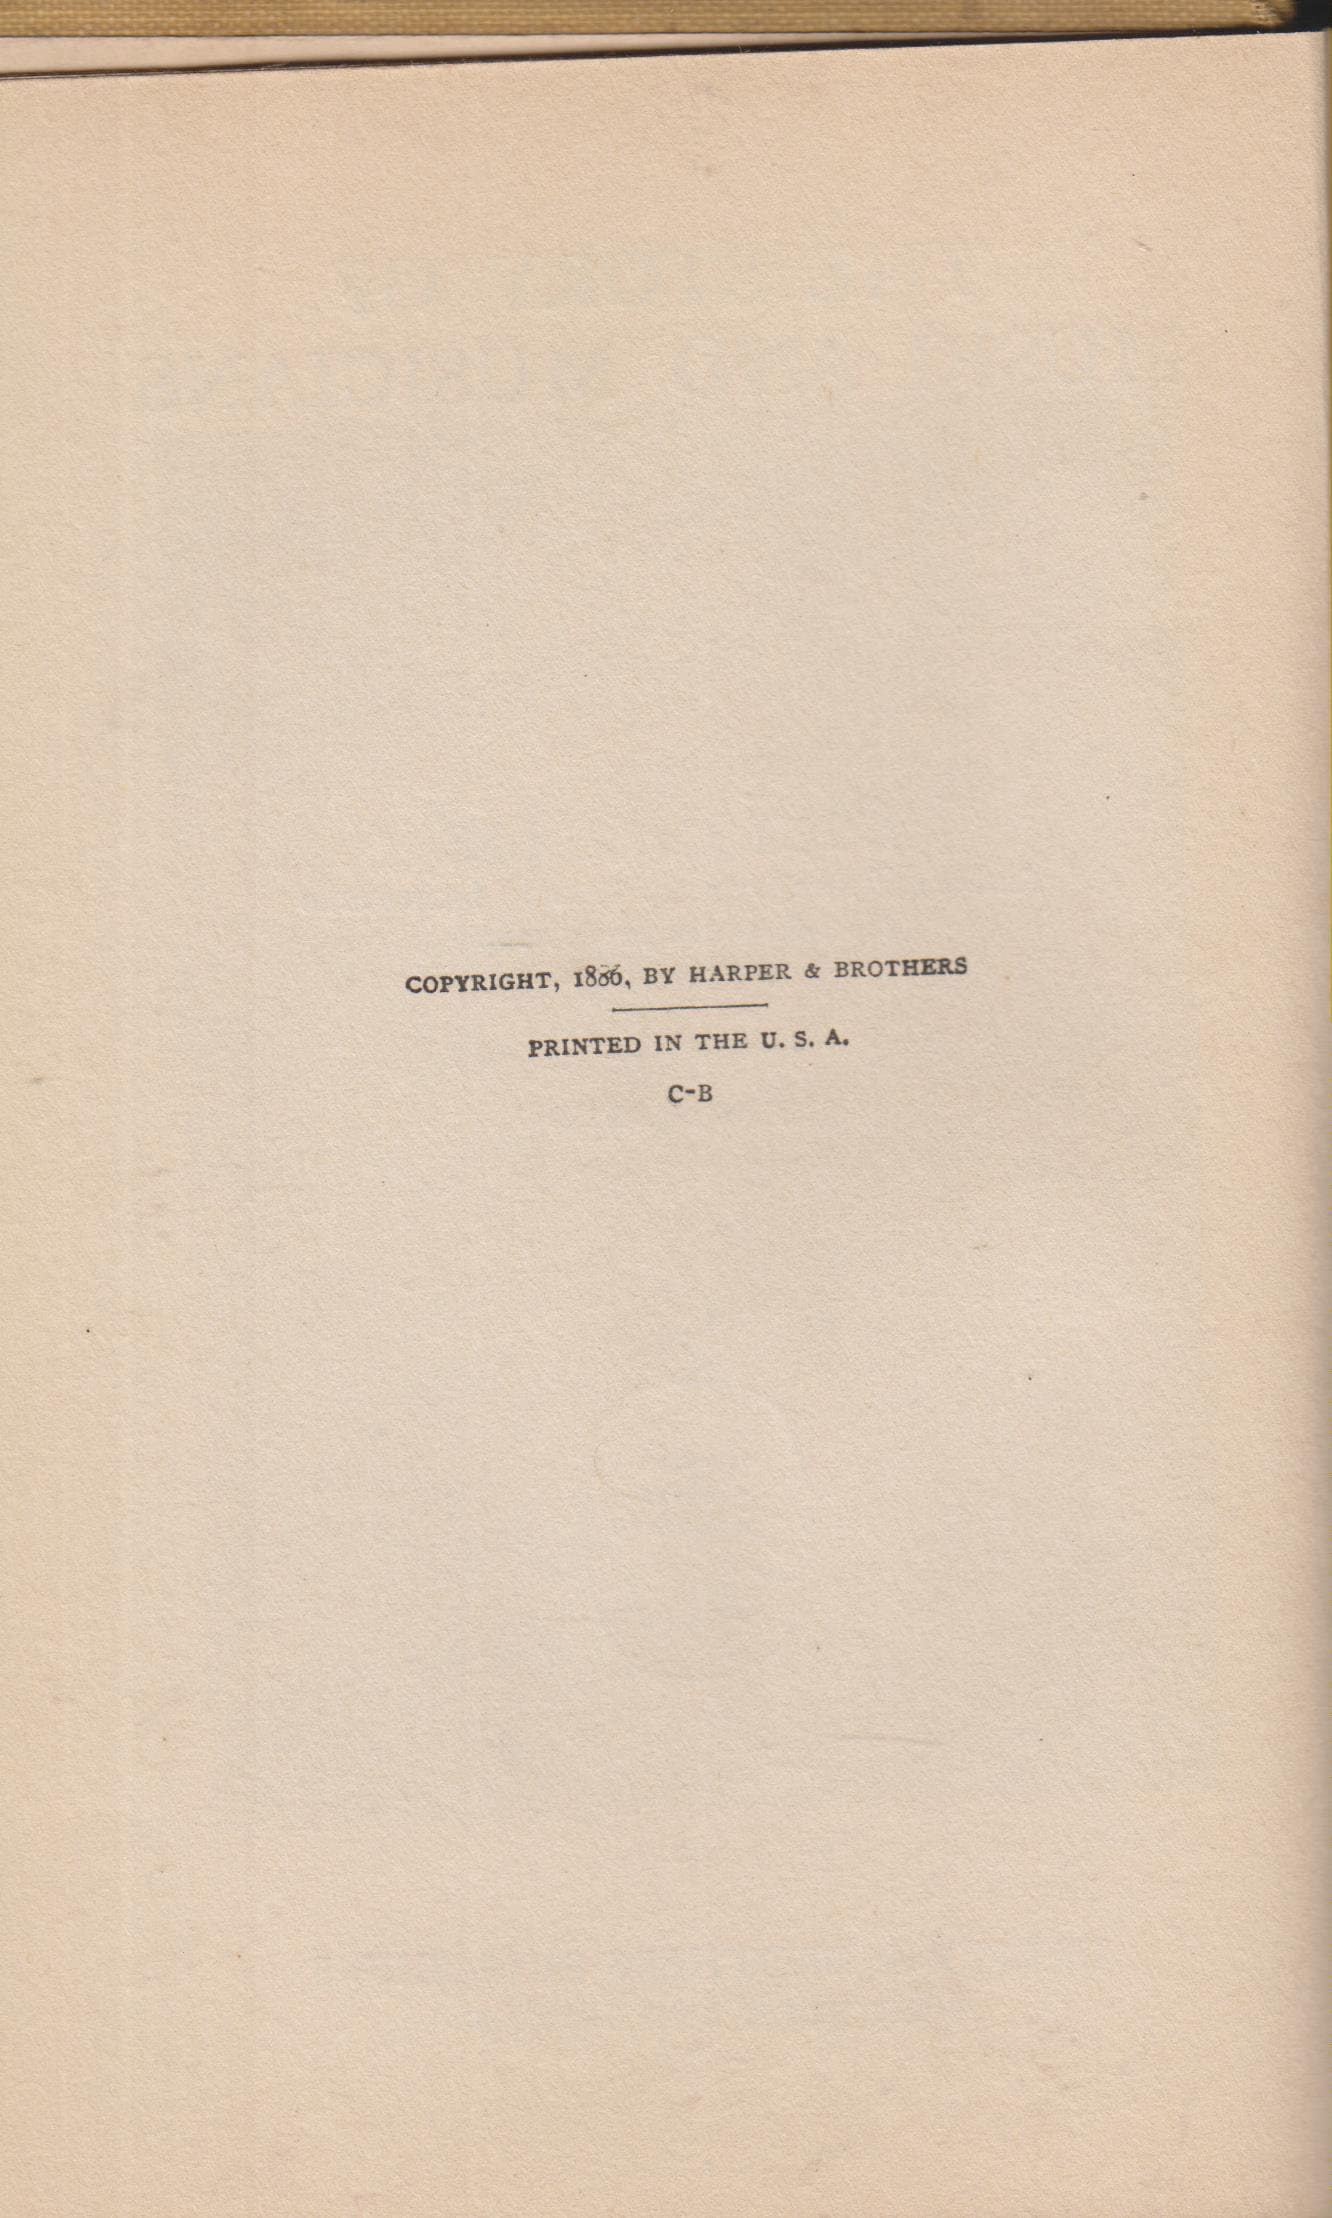 COPYRIGHT, 1886, BY HARPER & BROTHERS
PRINTED IN THE U. S. A.
C-B